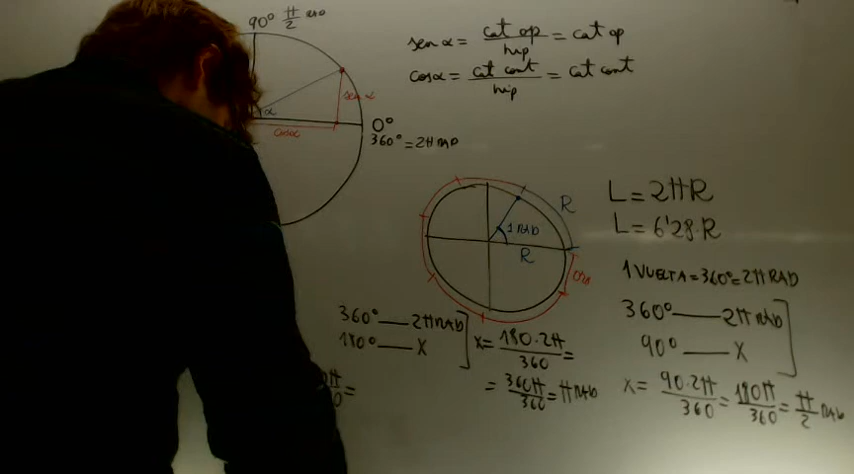 90° π/2 RAD
sen α = cat op / hip = cat op
cos α = cat cont / hip = cat cont
α
sen α
cos α
0°
360° = 2π RAD
R
1 RAD
R
L = 2πR
L = 6'28·R
1 VUELTA = 360° = 2π RAD
360° — 2π RAD
90° — X
X = 90·2π / 360 = 180π / 360 = π/2 RAD
360° — 2π RAD
180° — X
X = 180·2π / 360 =
= 360π / 360 = π RAD